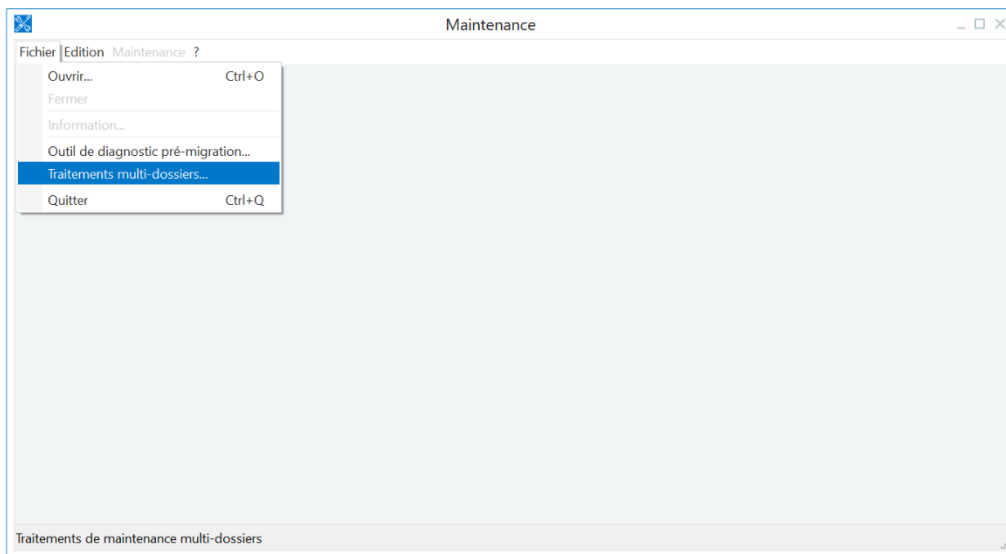 Maintenance
Fichier Edition Maintenance ?
Ouvrir... Ctrl+O
Fermer
Information...
Outil de diagnostic pré-migration...
Traitements multi-dossiers...
Quitter Ctrl+Q
Traitements de maintenance multi-dossiers